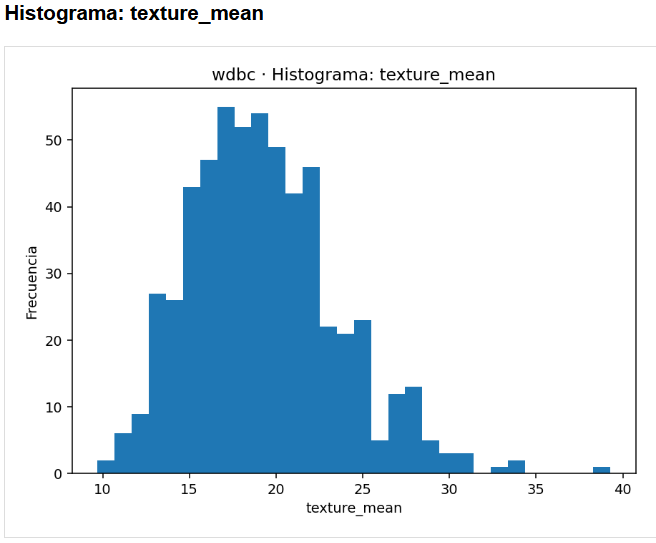 Histograma: texture_mean
wdbc · Histograma: texture_mean
50
40
30
20
10
0
Frecuencia
10 15 20 25 30 35 40
texture_mean